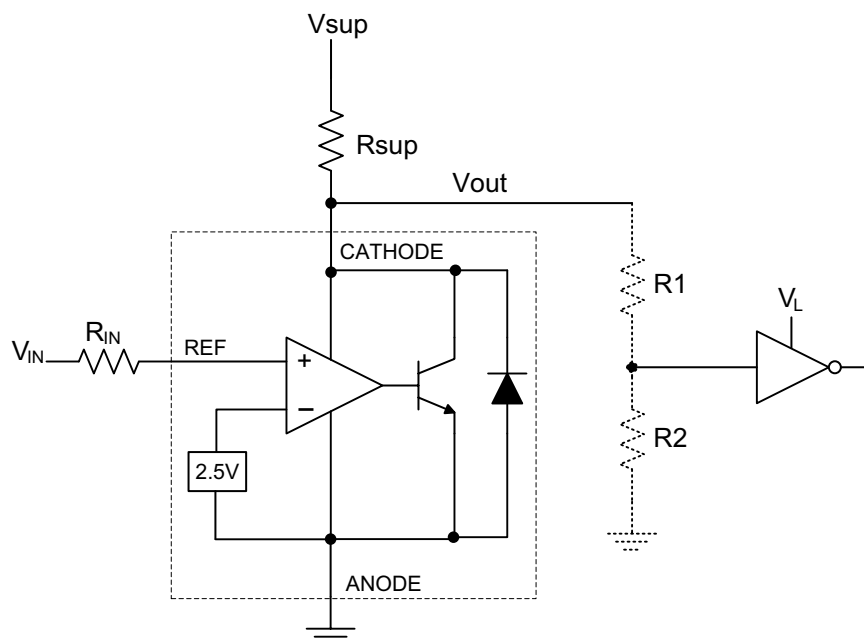 Vsup
Rsup
Vout
CATHODE
R1
VL
RIN
VIN
REF
+
−
R2
2.5V
ANODE